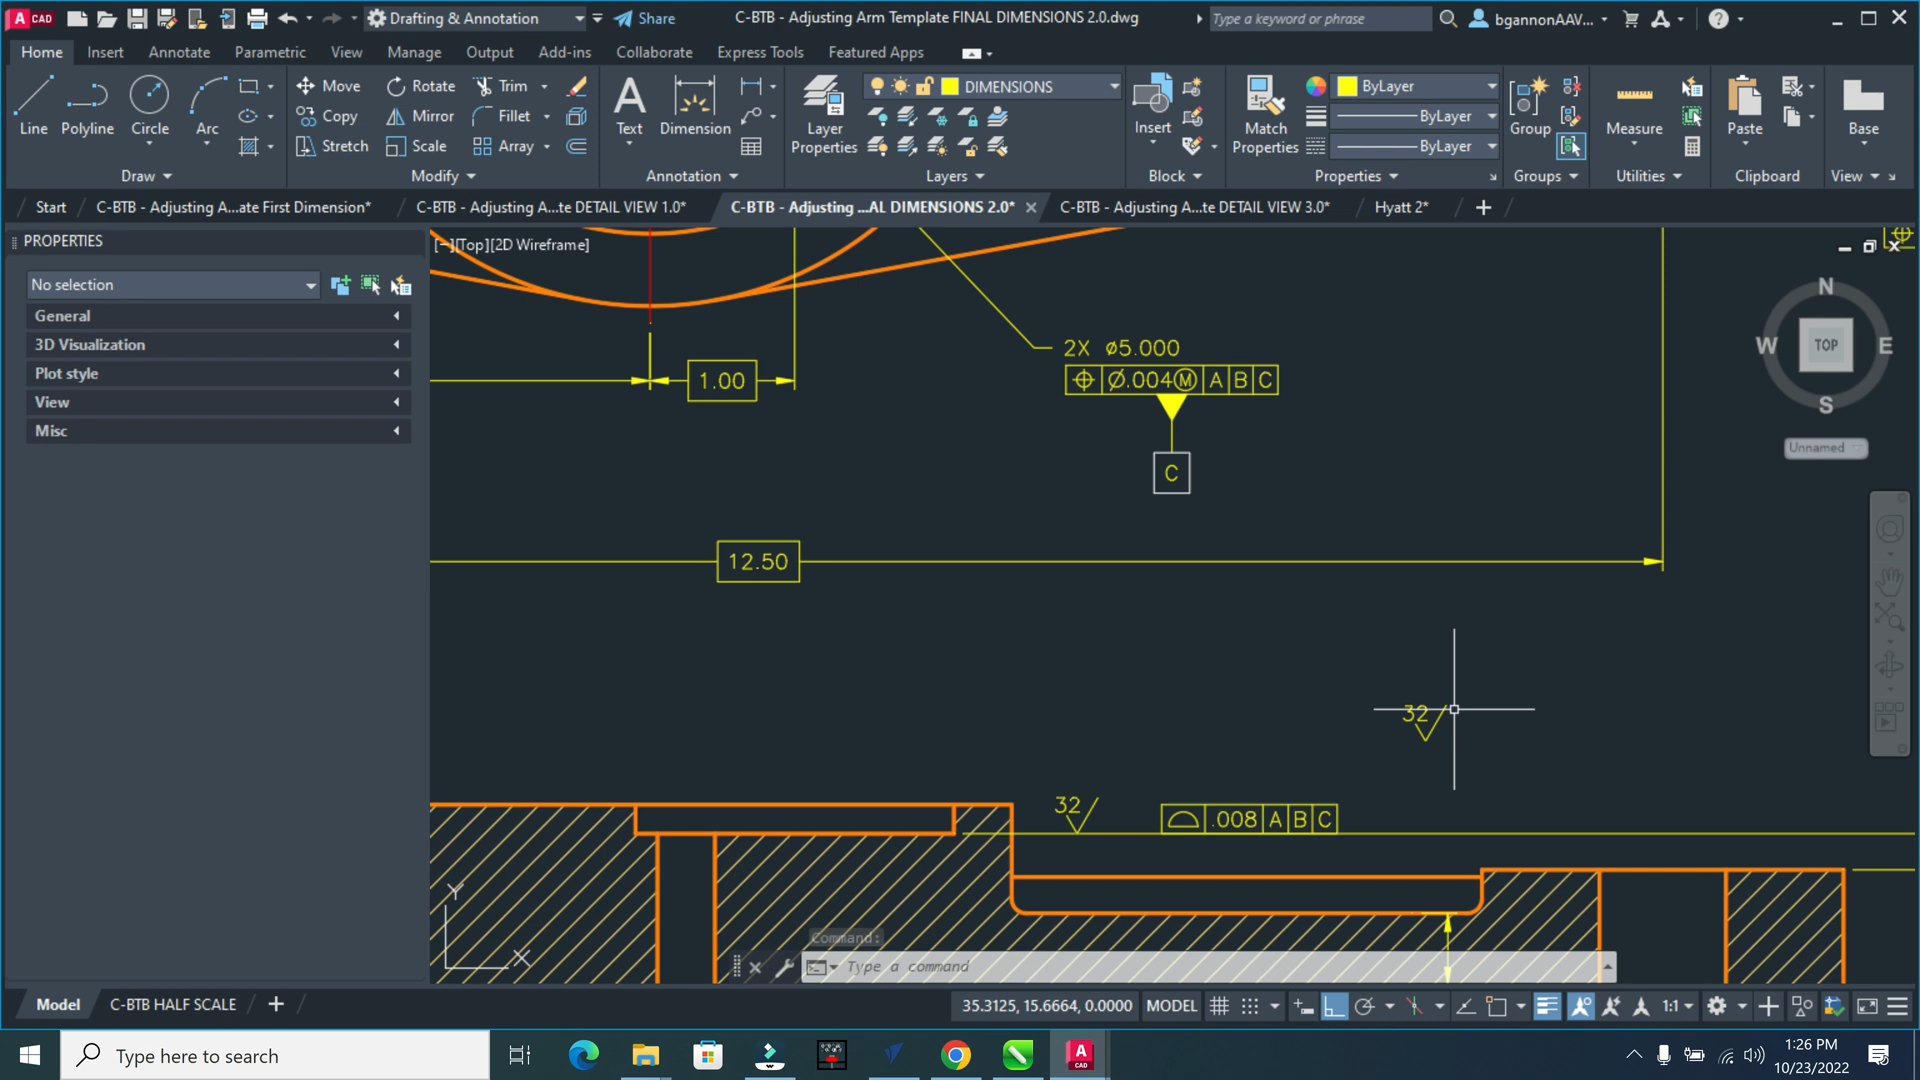 A CAD Drafting & Annotation Share C-BTB - Adjusting Arm Template FINAL DIMENSIONS 2.0.dwg Type a keyword or phrase bgannonAAV...
Home Insert Annotate Parametric View Manage Output Add-ins Collaborate Express Tools Featured Apps
Line Polyline Circle Arc
Draw
Move Rotate Trim
Copy Mirror Fillet
Stretch Scale Array
Modify
Text Dimension
Annotation
Layer Properties
DIMENSIONS
Layers
Insert
Block
Match Properties
ByLayer
ByLayer
ByLayer
Properties
Group
Groups
Measure
Utilities
Paste
Clipboard
Base
View
Start C-BTB - Adjusting A...ate First Dimension* C-BTB - Adjusting A...te DETAIL VIEW 1.0* C-BTB - Adjusting ...AL DIMENSIONS 2.0* C-BTB - Adjusting A...te DETAIL VIEW 3.0* Hyatt 2*
PROPERTIES
No selection
General
3D Visualization
Plot style
View
Misc
[−][Top][2D Wireframe]
N
W TOP E
S
Unnamed
2X ø5.000
Ø.004Ⓜ A B C
1.00
C
12.50
32
32
.008 A B C
Y
X
Command:
Type a command
Model C-BTB HALF SCALE
35.3125, 15.6664, 0.0000 MODEL 1:1
Type here to search
A CAD
1:26 PM
10/23/2022